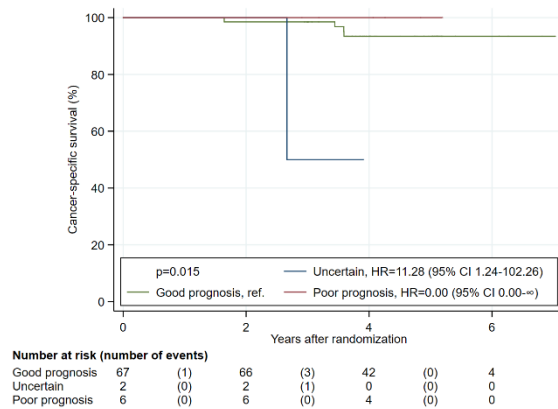 Cancer-specific survival (%)
100
80
60
40
20
0
p=0.015
Uncertain, HR=11.28 (95% CI 1.24-102.26)
Good prognosis, ref.
Poor prognosis, HR=0.00 (95% CI 0.00-∞)
0 2 4 6
Years after randomization
Number at risk (number of events)
Good prognosis 67 (1) 66 (3) 42 (0) 4
Uncertain 2 (0) 2 (1) 0 (0) 0
Poor prognosis 6 (0) 6 (0) 4 (0) 0